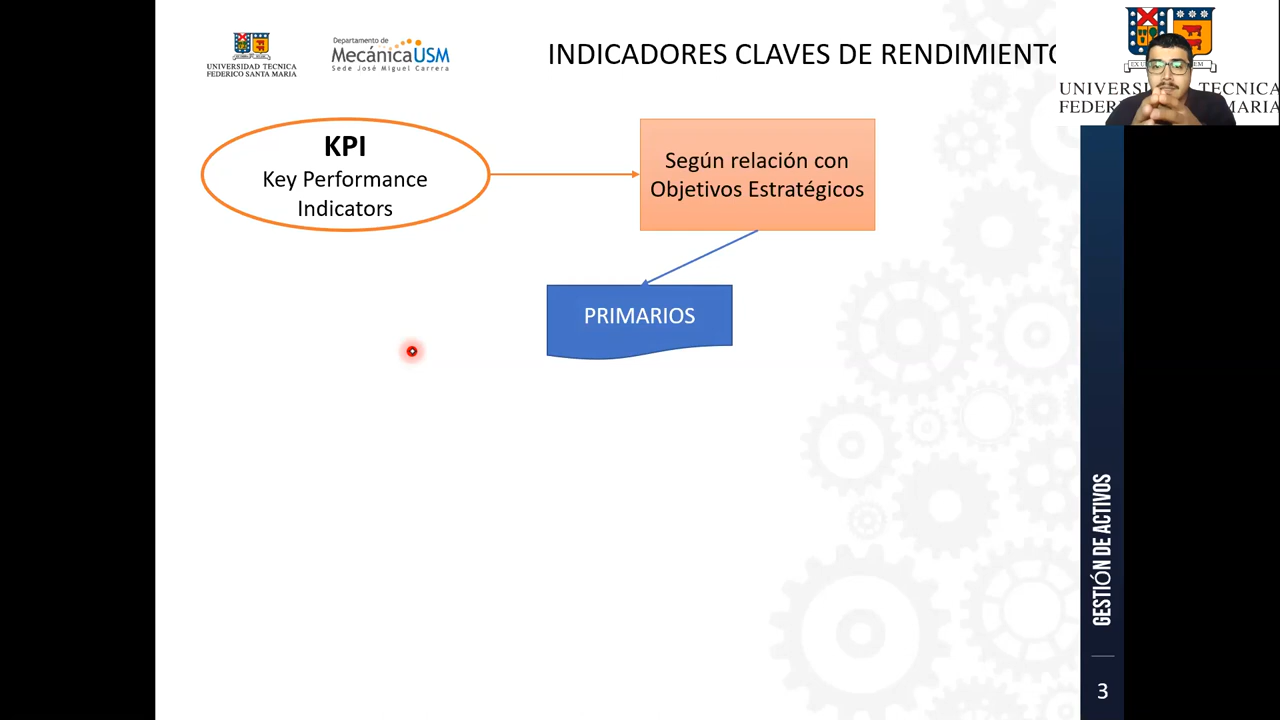 UNIVERSIDAD TECNICA
FEDERICO SANTA MARIA
Departamento de
MecánicaUSM
Sede José Miguel Carrera
INDICADORES CLAVES DE RENDIMIENTO
UNIVERS TECNICA
FEDER MARIA
KPI
Key Performance
Indicators
Según relación con
Objetivos Estratégicos
PRIMARIOS
GESTIÓN DE ACTIVOS
3